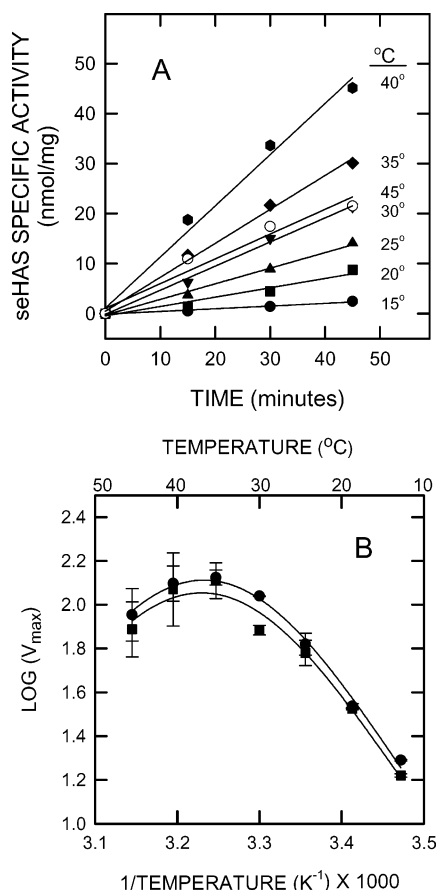 A
°C
40°
35°
45°
30°
25°
20°
15°
50
40
30
20
10
0
0 10 20 30 40 50
seHAS SPECIFIC ACTIVITY
(nmol/mg)
TIME (minutes)
TEMPERATURE (°C)
50 40 30 20 10
B
2.4
2.2
2.0
1.8
1.6
1.4
1.2
1.0
LOG (Vmax)
3.1 3.2 3.3 3.4 3.5
1/TEMPERATURE (K⁻¹) X 1000